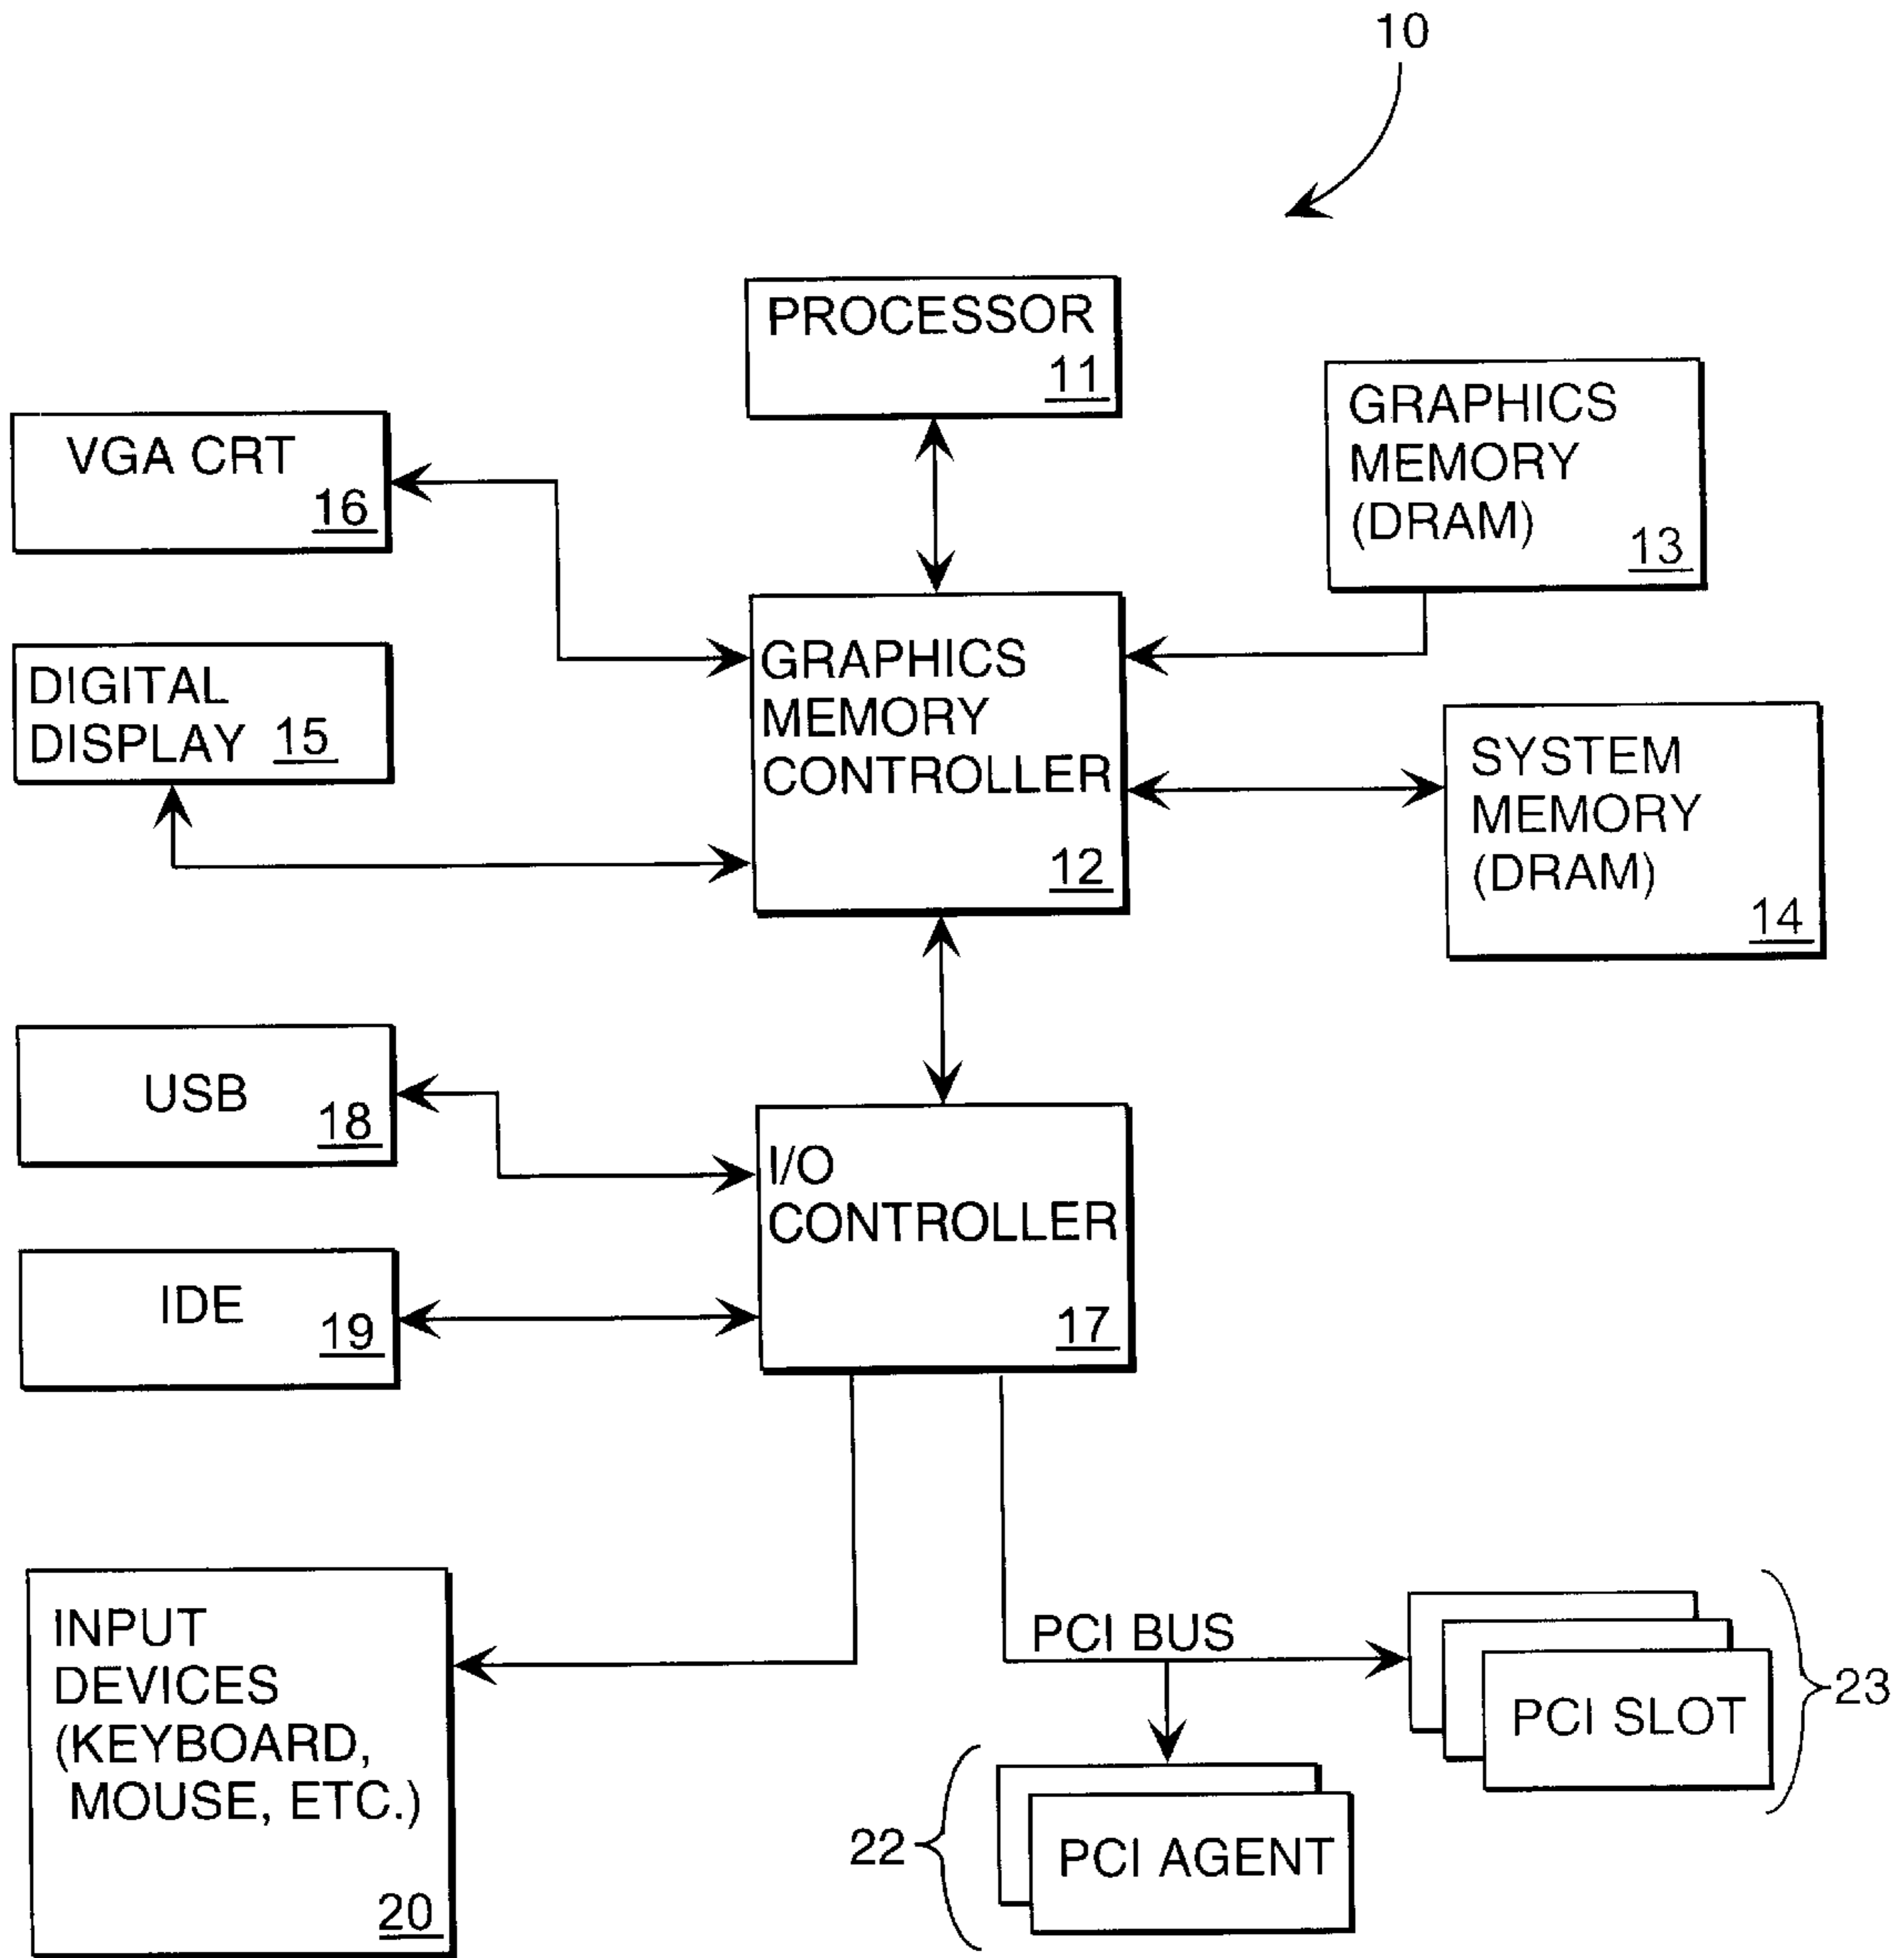 10
PROCESSOR
11
VGA CRT
16
GRAPHICS
MEMORY
(DRAM)
13
DIGITAL
DISPLAY 15
GRAPHICS
MEMORY
CONTROLLER
12
SYSTEM
MEMORY
(DRAM)
14
USB
18
I/O
CONTROLLER
17
IDE
19
INPUT
DEVICES
(KEYBOARD,
MOUSE, ETC.)
20
PCI BUS
PCI SLOT
23
PCI AGENT
22